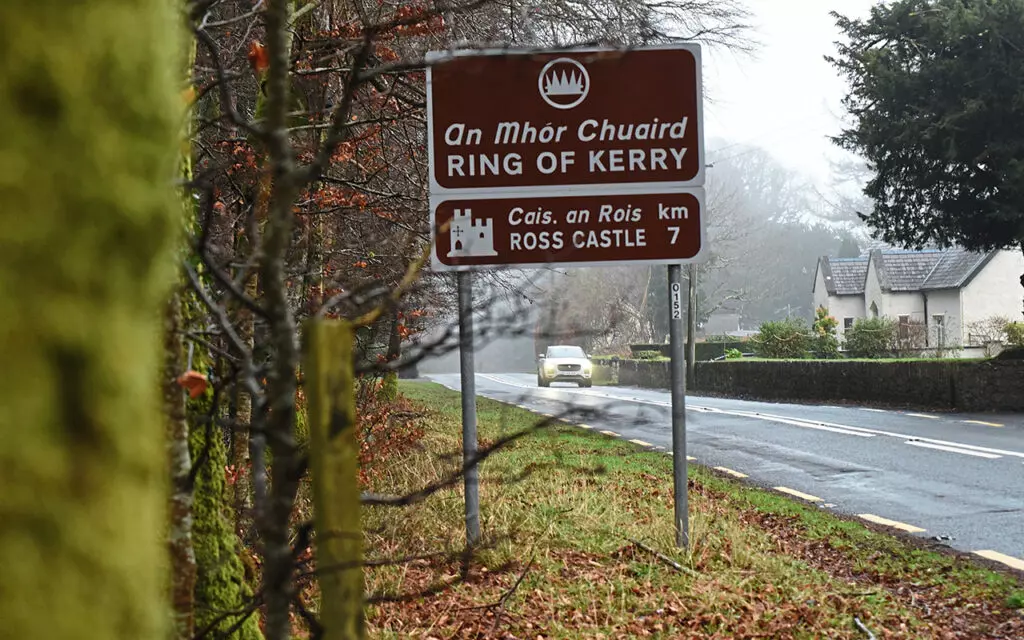 An Mhór Chuaird
RING OF KERRY
Cais. an Rois km
ROSS CASTLE 7
0152